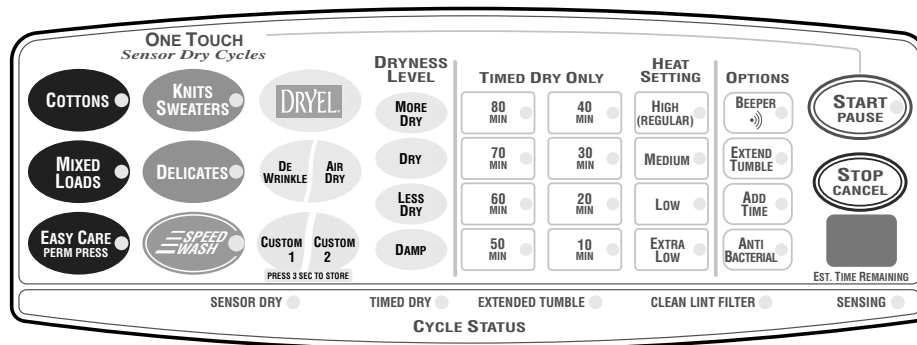 ONE TOUCH
Sensor Dry Cycles
COTTONS
MIXED
LOADS
EASY CARE
PERM PRESS
KNITS
SWEATERS
DELICATES
SPEED
WASH
DRYEL.
DE
WRINKLE
AIR
DRY
CUSTOM
1
CUSTOM
2
PRESS 3 SEC TO STORE
DRYNESS
LEVEL
MORE
DRY
DRY
LESS
DRY
DAMP
TIMED DRY ONLY
80
MIN
70
MIN
60
MIN
50
MIN
40
MIN
30
MIN
20
MIN
10
MIN
HEAT
SETTING
HIGH
(REGULAR)
MEDIUM
LOW
EXTRA
LOW
OPTIONS
BEEPER
EXTEND
TUMBLE
ADD
TIME
ANTI
BACTERIAL
START
PAUSE
STOP
CANCEL
EST. TIME REMAINING
SENSOR DRY
TIMED DRY
EXTENDED TUMBLE
CLEAN LINT FILTER
SENSING
CYCLE STATUS